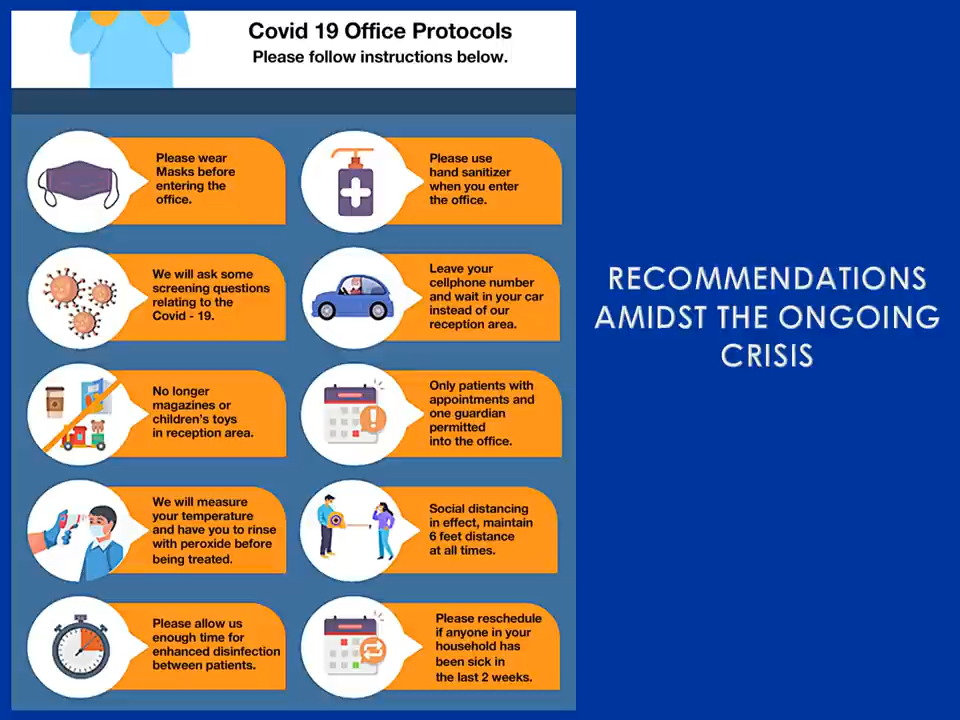 Covid 19 Office Protocols
Please follow instructions below.
Please wear
Masks before
entering the
office.
Please use
hand sanitizer
when you enter
the office.
We will ask some
screening questions
relating to the
Covid - 19.
Leave your
cellphone number
and wait in your car
instead of our
reception area.
No longer
magazines or
children's toys
in reception area.
Only patients with
appointments and
one guardian
permitted
into the office.
We will measure
your temperature
and have you to rinse
with peroxide before
being treated.
Social distancing
in effect, maintain
6 feet distance
at all times.
Please allow us
enough time for
enhanced disinfection
between patients.
Please reschedule
if anyone in your
household has
been sick in
the last 2 weeks.
RECOMMENDATIONS
AMIDST THE ONGOING
CRISIS